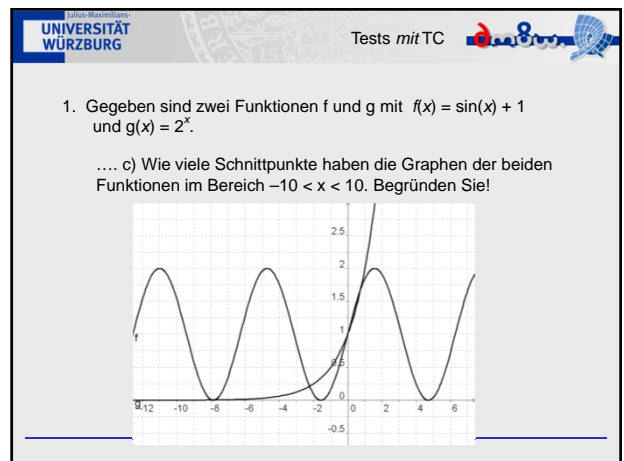 Julius-Maximilians-
UNIVERSITÄT
WÜRZBURG
Tests mit TC
1. Gegeben sind zwei Funktionen f und g mit f(x) = sin(x) + 1
und g(x) = 2^x.
…. c) Wie viele Schnittpunkte haben die Graphen der beiden
Funktionen im Bereich –10 < x < 10. Begründen Sie!
2.5
2
1.5
1
f
0.5
0
g
-12 -10 -8 -6 -4 -2 0 2 4 6
-0.5